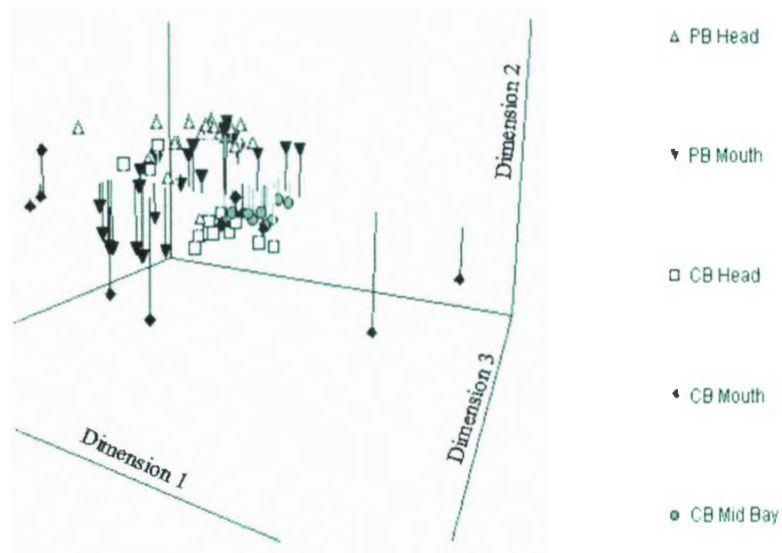 Dimension 2
Dimension 3
Dimension 1
PB Head
PB Mouth
CB Head
CB Mouth
CB Mid Bay